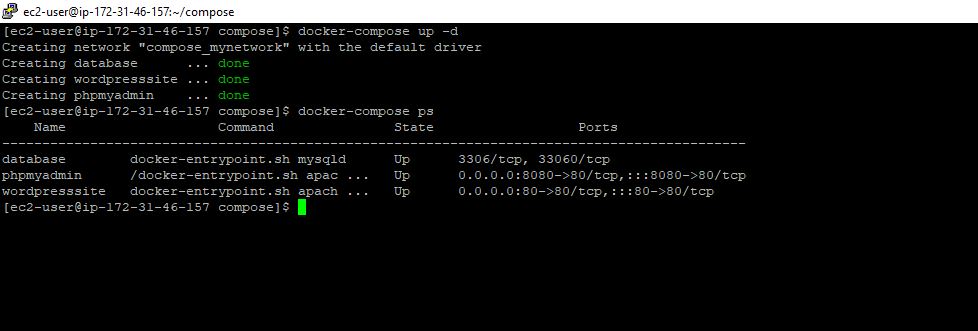 ec2-user@ip-172-31-46-157:~/compose
[ec2-user@ip-172-31-46-157 compose]$ docker-compose up -d
Creating network "compose_mynetwork" with the default driver
Creating database      ... done
Creating wordpresssite ... done
Creating phpmyadmin    ... done
[ec2-user@ip-172-31-46-157 compose]$ docker-compose ps
    Name                   Command               State                  Ports
-----------------------------------------------------------------------------------------------
database        docker-entrypoint.sh mysqld      Up      3306/tcp, 33060/tcp
phpmyadmin      /docker-entrypoint.sh apac ...   Up      0.0.0.0:8080->80/tcp,:::8080->80/tcp
wordpresssite   docker-entrypoint.sh apach ...   Up      0.0.0.0:80->80/tcp,:::80->80/tcp
[ec2-user@ip-172-31-46-157 compose]$